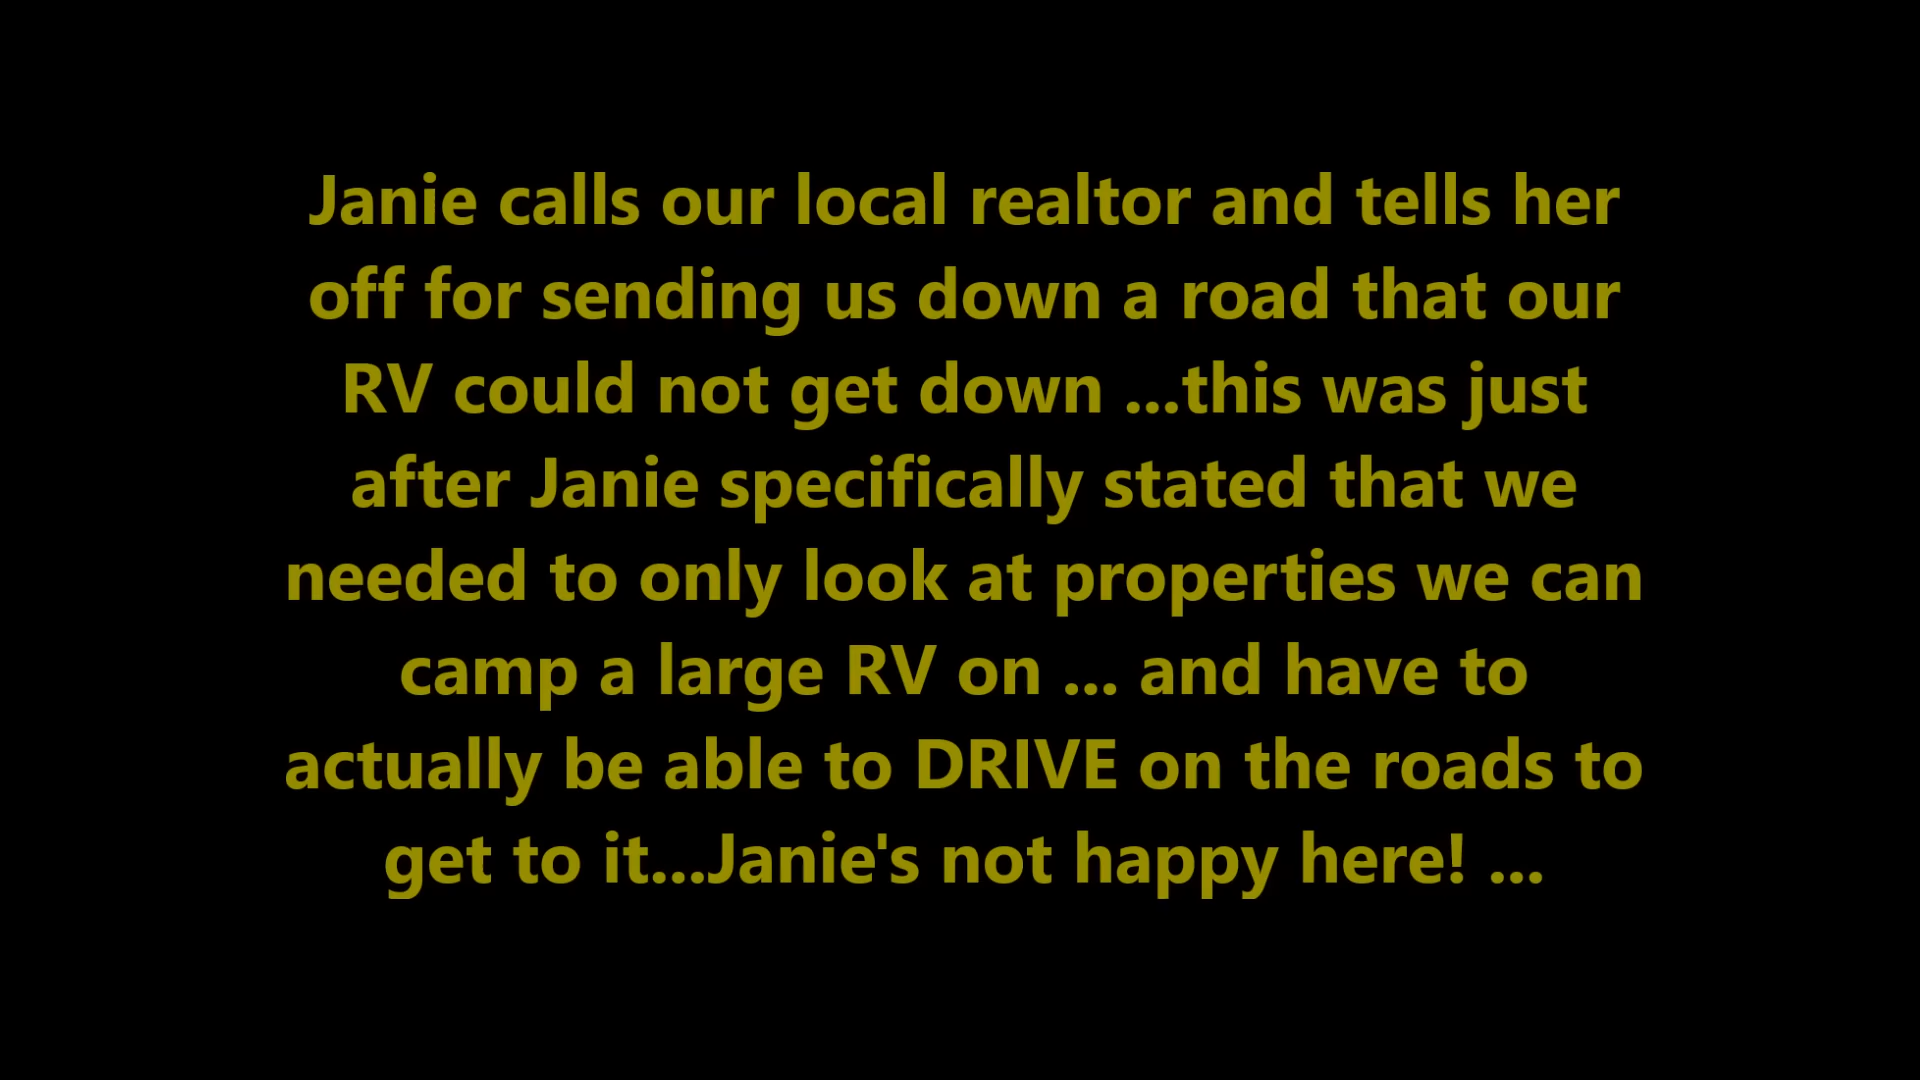 Janie calls our local realtor and tells her
off for sending us down a road that our
RV could not get down ...this was just
after Janie specifically stated that we
needed to only look at properties we can
camp a large RV on ... and have to
actually be able to DRIVE on the roads to
get to it...Janie's not happy here! ...